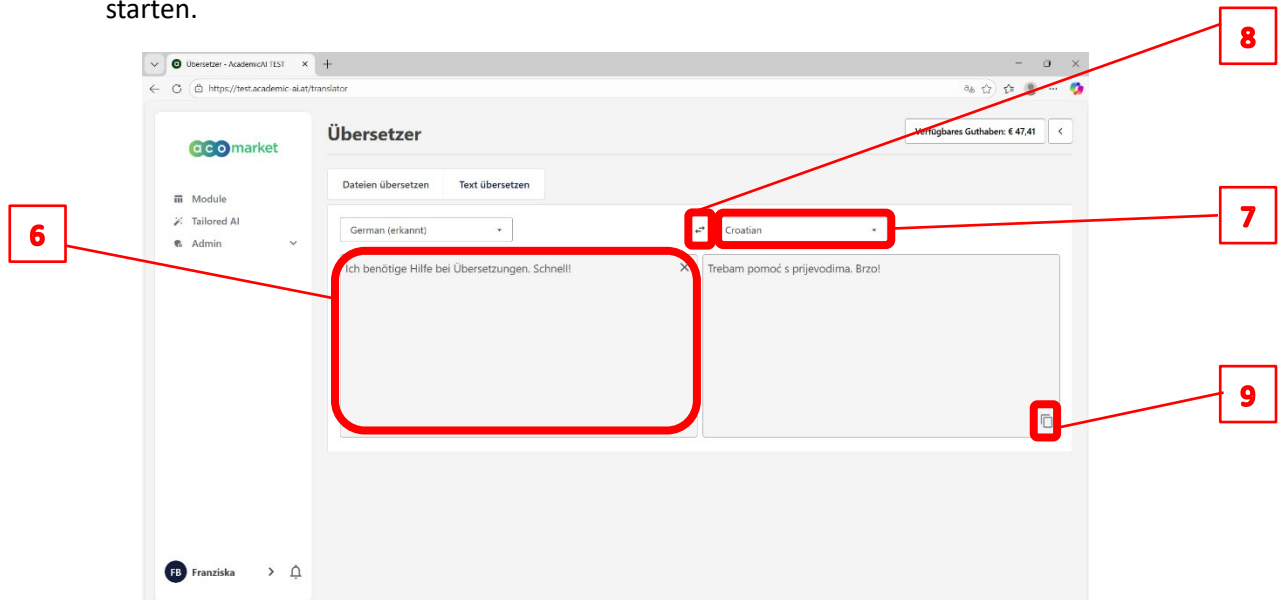 starten.
8
Übersetzer - AcademicAI TEST
https://test.academic-ai.at/translator
aco market
Übersetzer
Verfügbares Guthaben: € 47,41
Dateien übersetzen Text übersetzen
Module
Tailored AI
Admin
6
7
German (erkannt)
Croatian
Ich benötige Hilfe bei Übersetzungen. Schnell!
Trebam pomoć s prijevodima. Brzo!
9
FB Franziska